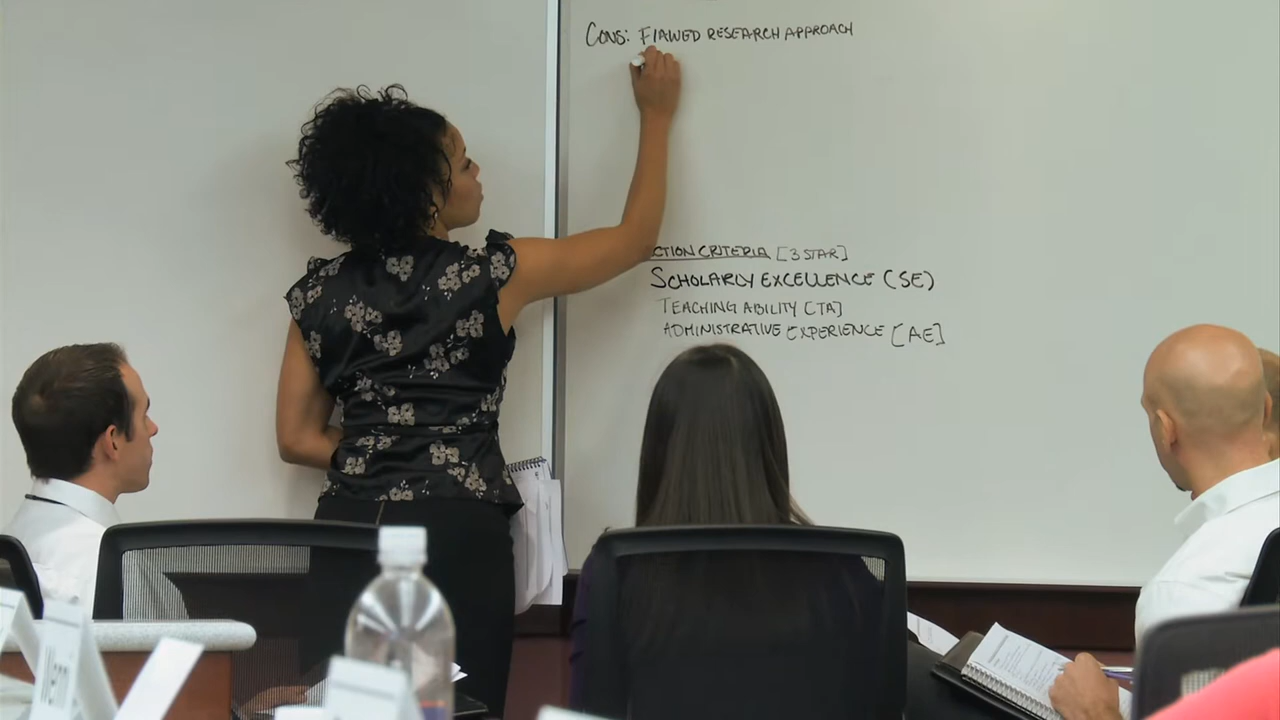 CONS: FLAWED RESEARCH APPROACH
CTION CRITERIA [3 STAR]
SCHOLARLY EXCELLENCE (SE)
TEACHING ABILITY [TA]
ADMINISTRATIVE EXPERIENCE [AE]